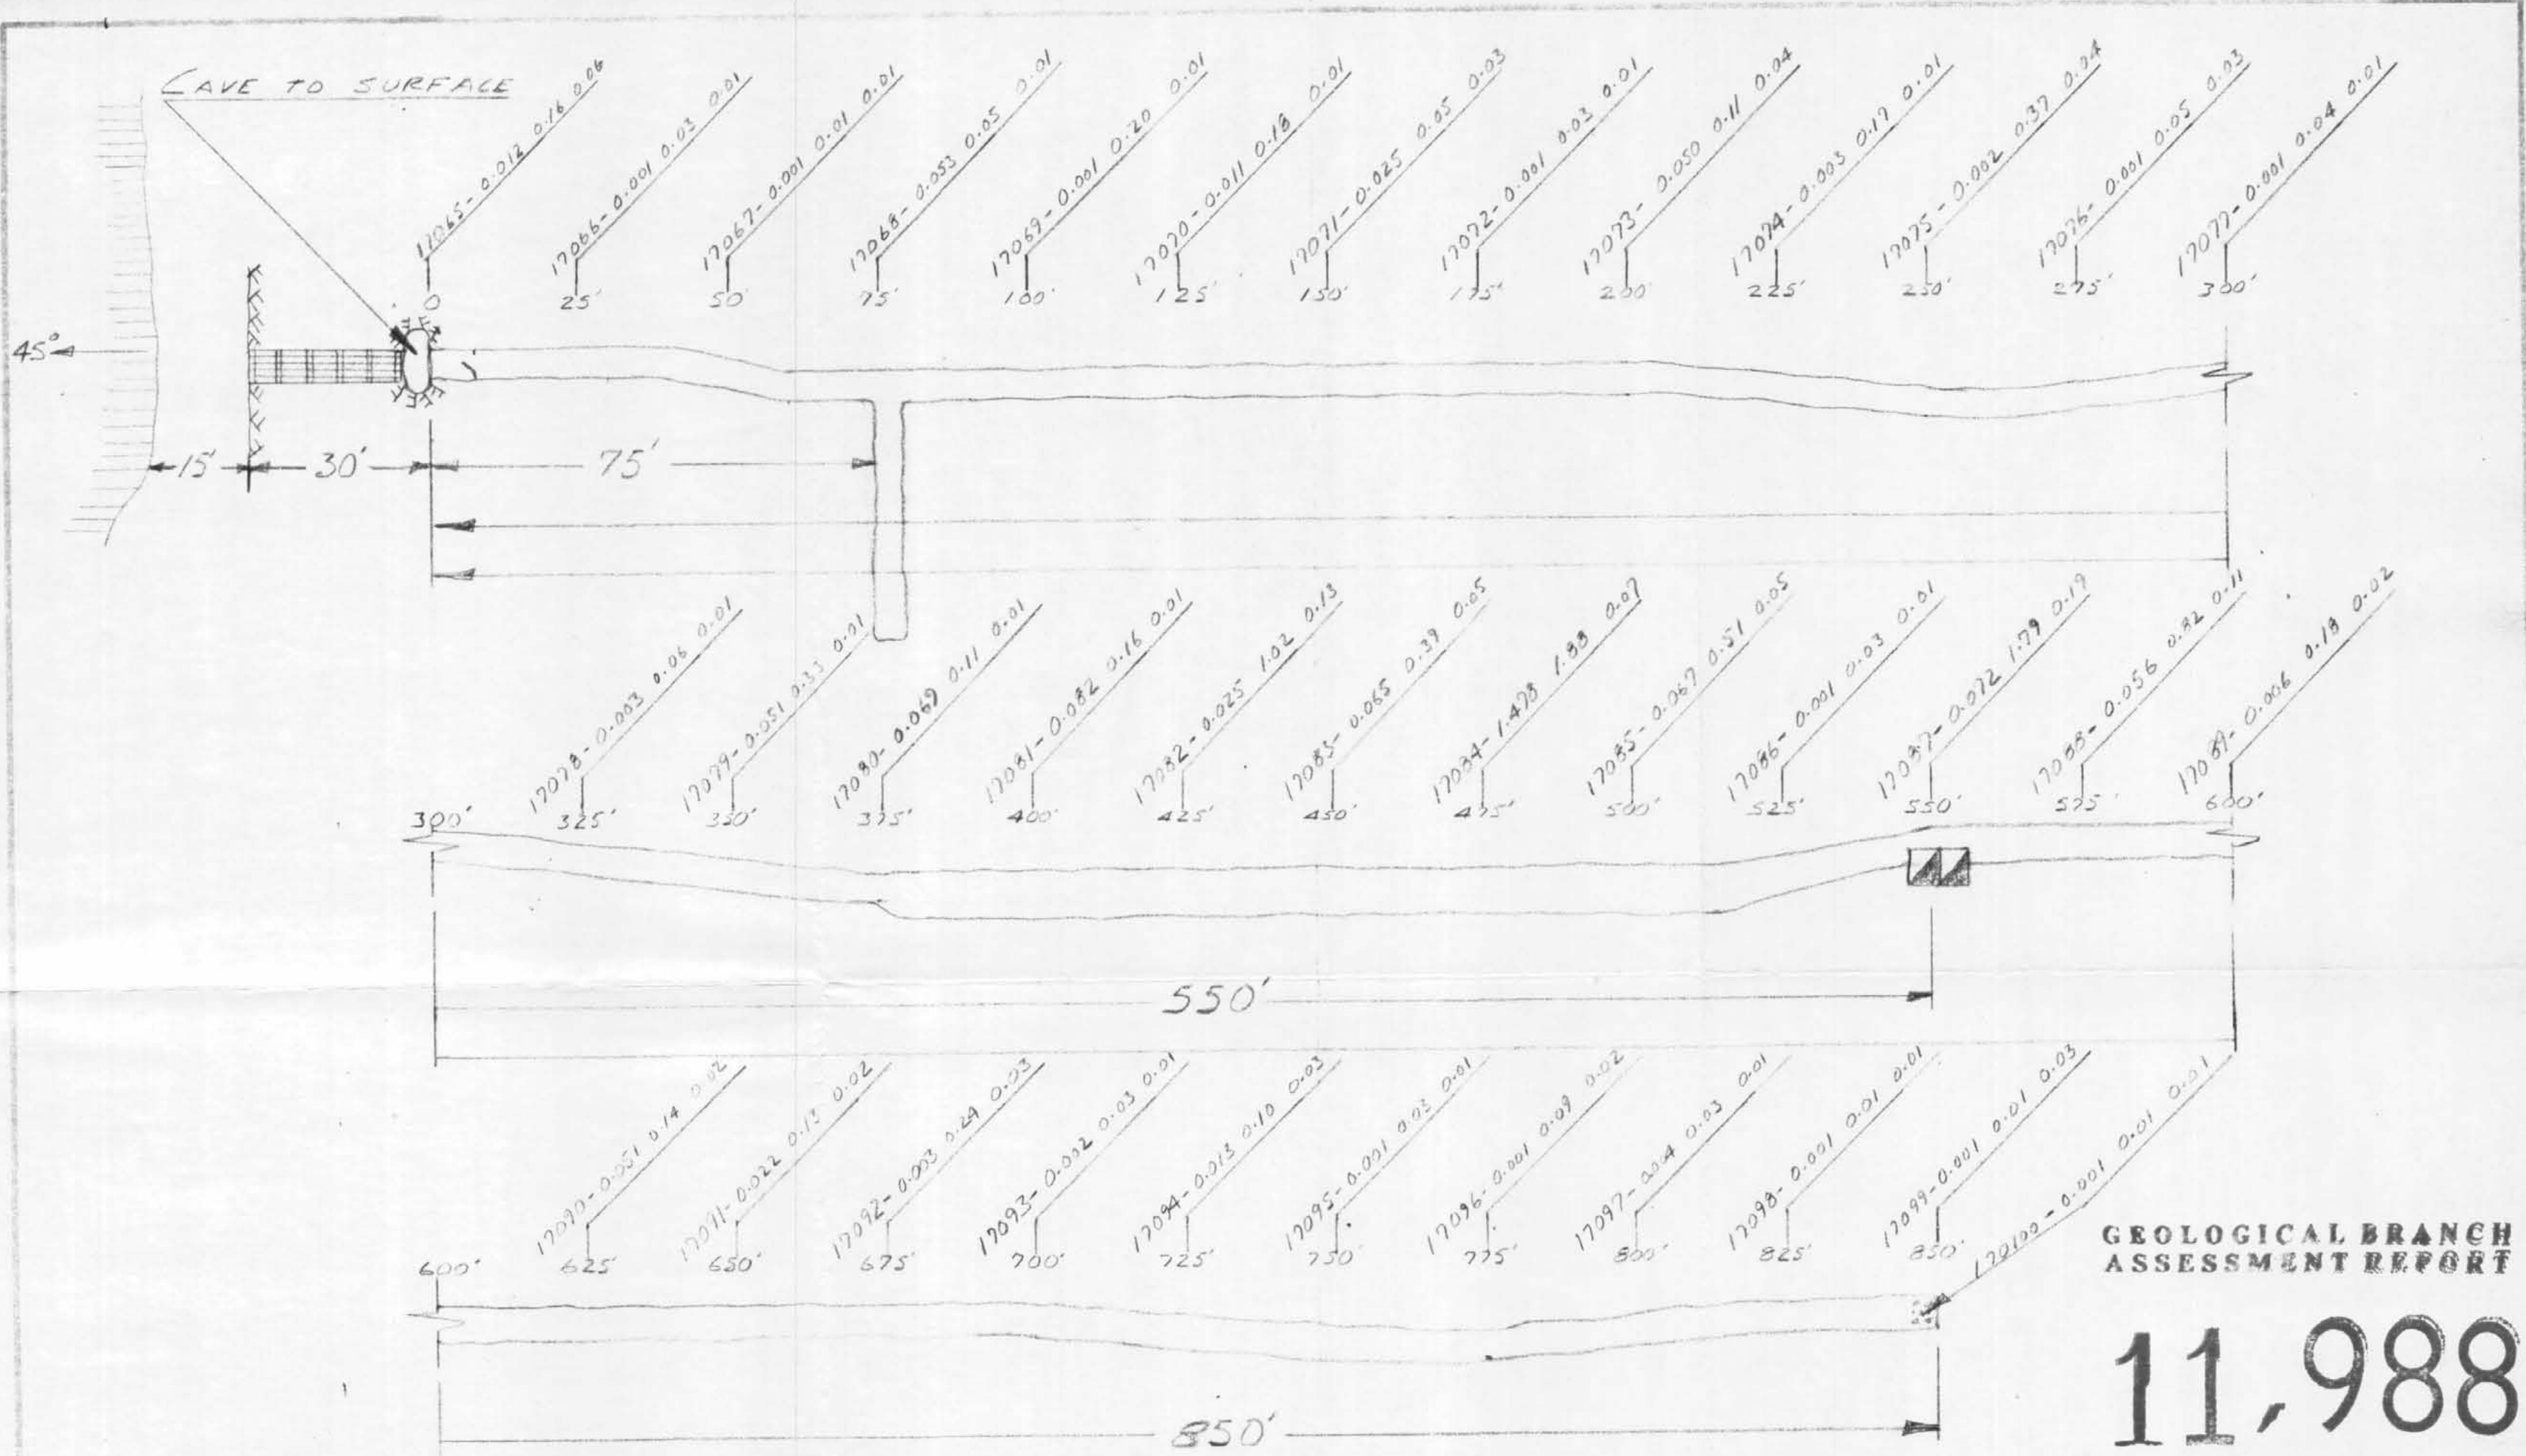 CAVE TO SURFACE
17065- 0.012 0.16 0.06
17066- 0.001 0.03 0.01
17067- 0.001 0.01 0.01
17068- 0.053 0.05 0.01
17069- 0.001 0.20 0.01
17070- 0.011 0.18 0.01
17071- 0.025 0.05 0.03
17072- 0.001 0.03 0.01
17073- 0.050 0.11 0.04
17074- 0.003 0.17 0.01
17075- 0.002 0.37 0.04
17076- 0.001 0.05 0.03
17077- 0.001 0.04 0.01
0 25' 50' 75' 100' 125' 150' 175' 200' 225' 250' 275' 300'
45°
15' 30' 75'
17078- 0.003 0.06 0.01
17079- 0.051 0.33 0.01
17080- 0.069 0.11 0.01
17081- 0.082 0.16 0.01
17082- 0.025 1.02 0.13
17083- 0.065 0.39 0.05
17084- 1.478 1.88 0.07
17085- 0.067 0.51 0.05
17086- 0.001 0.03 0.01
17087- 0.072 1.79 0.19
17088- 0.056 0.82 0.11
17089- 0.006 0.18 0.02
300' 325' 350' 375' 400' 425' 450' 475' 500' 525' 550' 575' 600'
550'
17090- 0.051 0.14 0.02
17091- 0.022 0.13 0.02
17092- 0.003 0.24 0.03
17093- 0.002 0.03 0.01
17094- 0.013 0.10 0.03
17095- 0.001 0.03 0.01
17096- 0.001 0.09 0.02
17097- 0.004 0.03 0.01
17098- 0.001 0.01 0.01
17099- 0.001 0.01 0.03
170100- 0.001 0.01 0.01
600' 625' 650' 675' 700' 725' 750' 775' 800' 825' 850'
850'
GEOLOGICAL BRANCH
ASSESSMENT REPORT
11,988